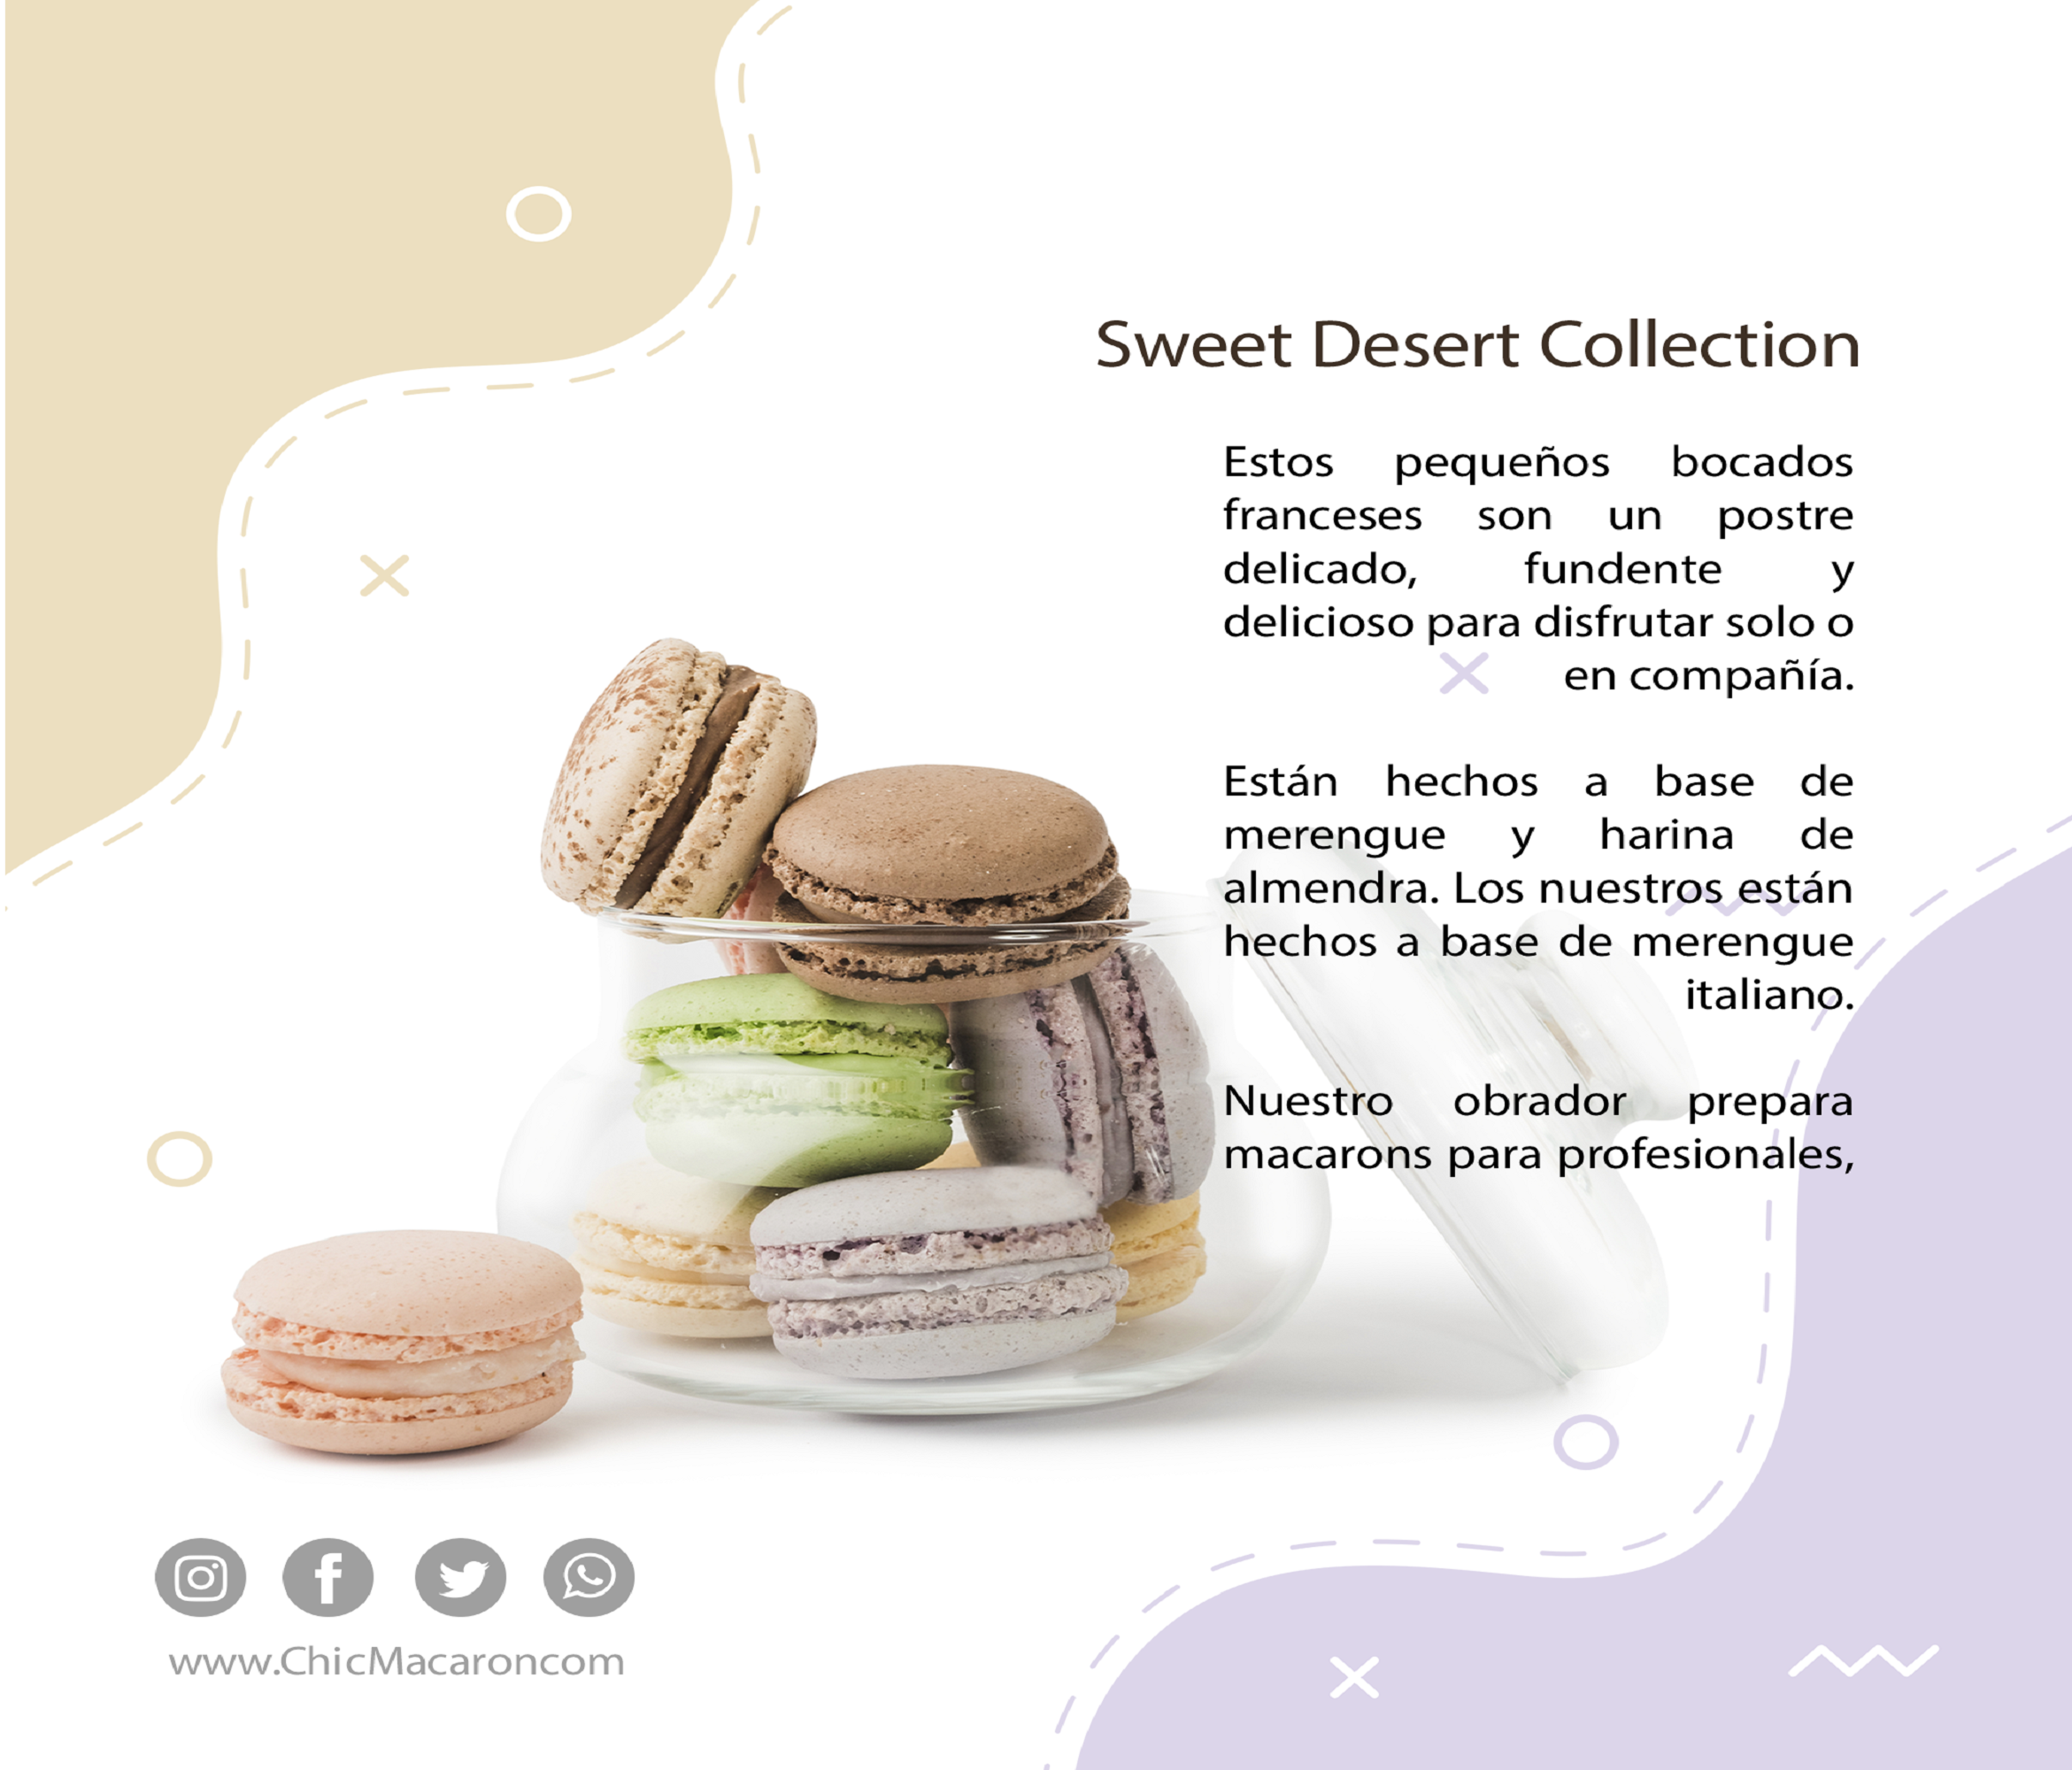 Sweet Desert Collection
Estos pequeños bocados
franceses son un postre
delicado, fundente y
delicioso para disfrutar solo o
en compañía.
Están hechos a base de
merengue y harina de
almendra. Los nuestros están
hechos a base de merengue
italiano.
Nuestro obrador prepara
macarons para profesionales,
www.ChicMacaroncom